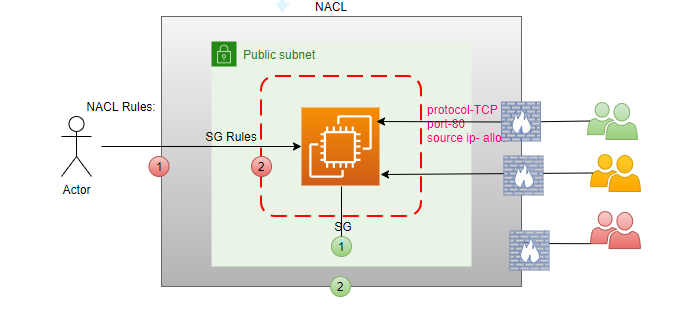 NACL
Public subnet
NACL Rules:
protocol-TCP
port-80
source ip- allo
SG Rules
1
2
Actor
SG
1
2